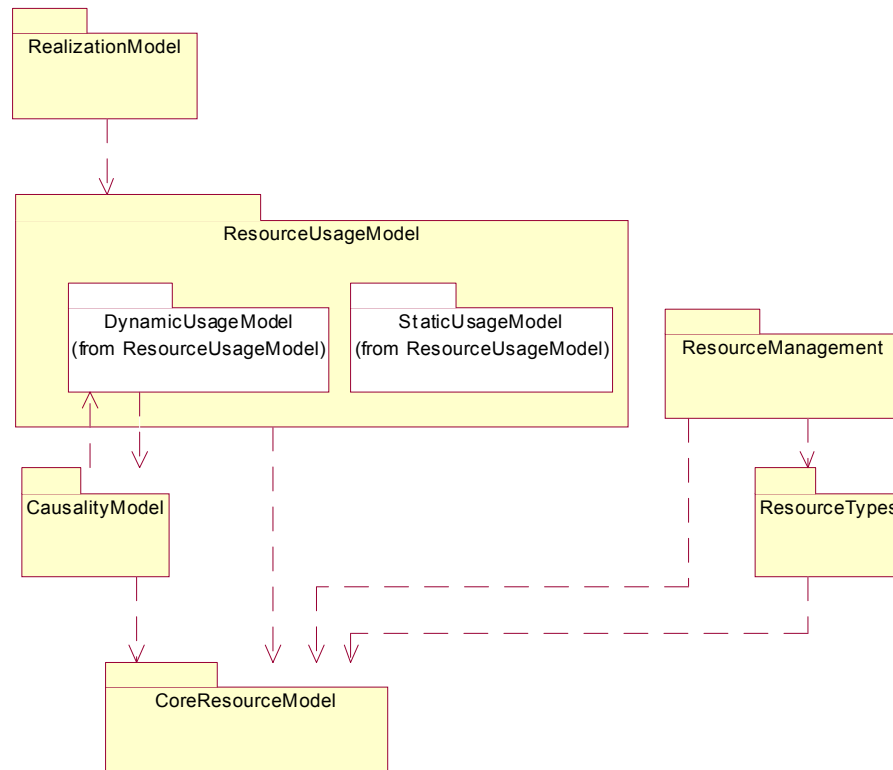 RealizationModel
ResourceUsageModel
DynamicUsageModel
(from ResourceUsageModel)
StaticUsageModel
(from ResourceUsageModel)
ResourceManagement
CausalityModel
ResourceTypes
CoreResourceModel